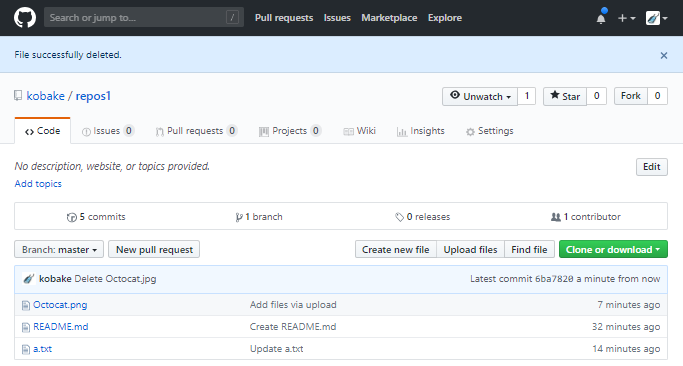 Search or jump to... / Pull requests Issues Marketplace Explore
File successfully deleted. ×
kobake / repos1 Unwatch 1 Star 0 Fork 0
Code Issues 0 Pull requests 0 Projects 0 Wiki Insights Settings
No description, website, or topics provided. Edit
Add topics
5 commits 1 branch 0 releases 1 contributor
Branch: master New pull request Create new file Upload files Find file Clone or download
kobake Delete Octocat.jpg Latest commit 6ba7820 a minute from now
Octocat.png Add files via upload 7 minutes ago
README.md Create README.md 32 minutes ago
a.txt Update a.txt 14 minutes ago